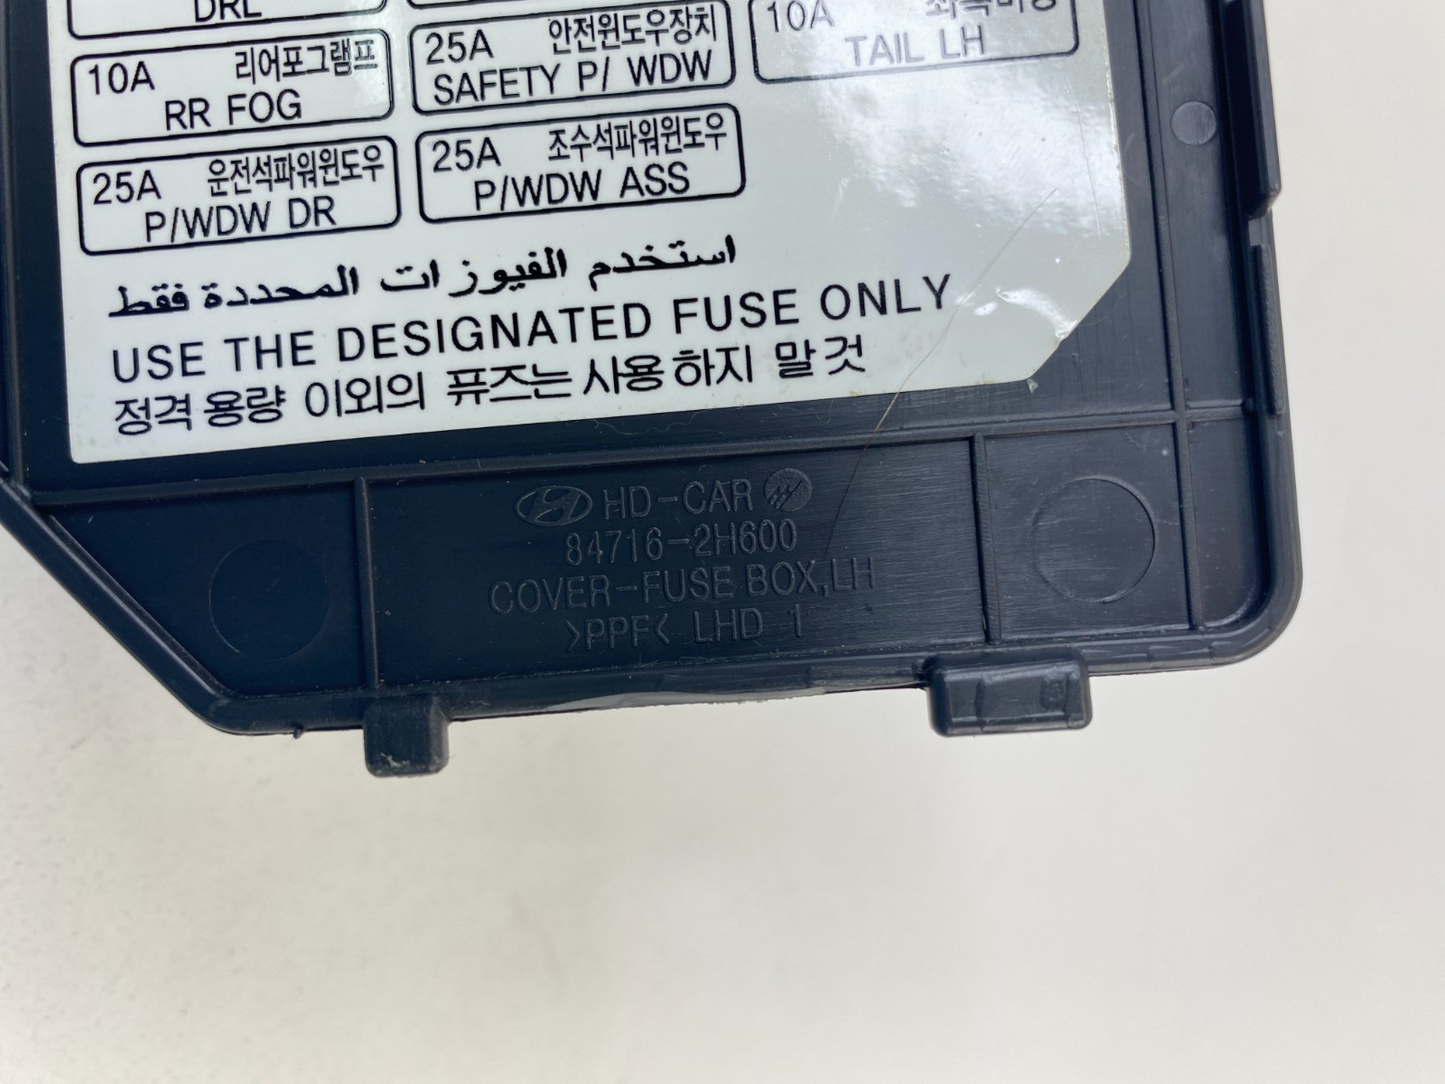 DRL
10A 리어포그램프
RR FOG
25A 안전윈도우장치
SAFETY P/ WDW
10A
TAIL LH
25A 운전석파워윈도우
P/WDW DR
25A 조수석파워윈도우
P/WDW ASS
استخدم الفيوزات المحددة فقط
USE THE DESIGNATED FUSE ONLY
정격 용량 이외의 퓨즈는 사용하지 말 것
HD-CAR
84716-2H600
COVER-FUSE BOX,LH
>PPF< LHD 1